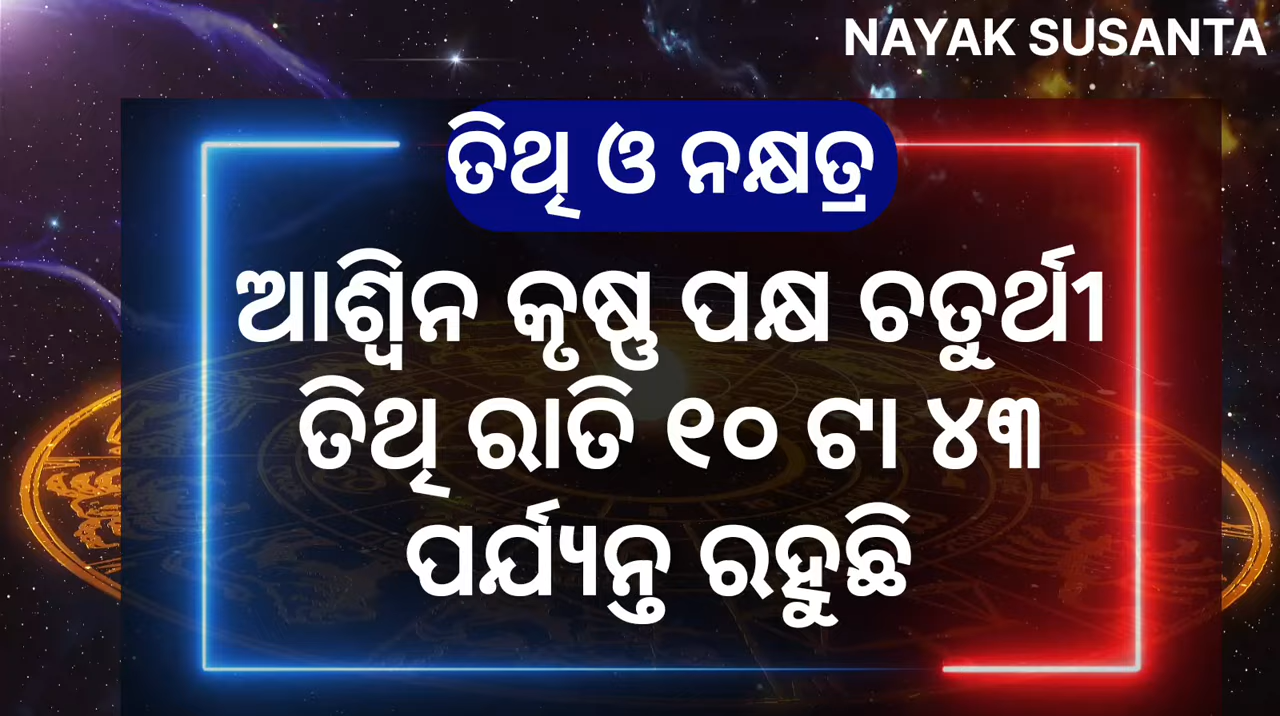 NAYAK SUSANTA
ତିଥି ଓ ନକ୍ଷତ୍ର
ଆଶ୍ୱିନ କୃଷ୍ଣ ପକ୍ଷ ଚତୁର୍ଥୀ
ତିଥି ରାତି ୧୦ ଟା ୪୩
ପର୍ଯ୍ୟନ୍ତ ରହୁଛି